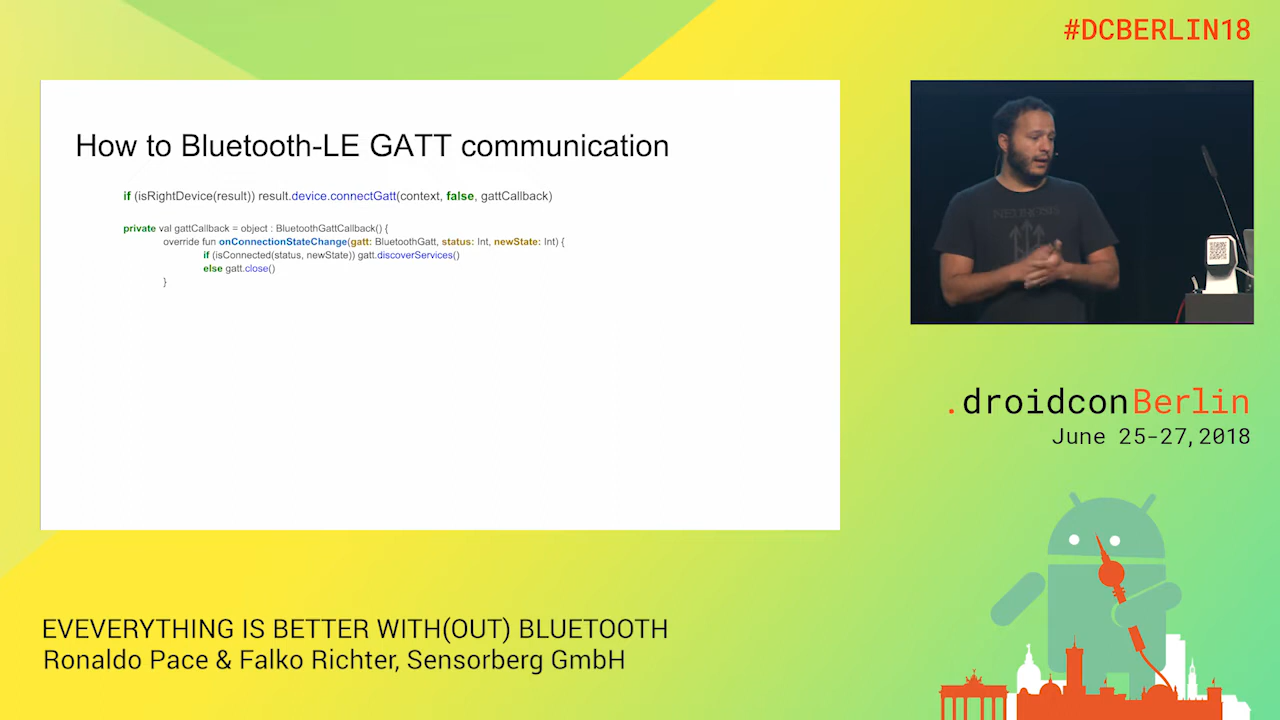 #DCBERLIN18
How to Bluetooth-LE GATT communication
if (isRightDevice(result)) result.device.connectGatt(context, false, gattCallback)
private val gattCallback = object : BluetoothGattCallback() {
override fun onConnectionStateChange(gatt: BluetoothGatt, status: Int, newState: Int) {
if (isConnected(status, newState)) gatt.discoverServices()
else gatt.close()
}
NEUROSIS
.droidconBerlin
June 25-27,2018
EVEVERYTHING IS BETTER WITH(OUT) BLUETOOTH
Ronaldo Pace & Falko Richter, Sensorberg GmbH